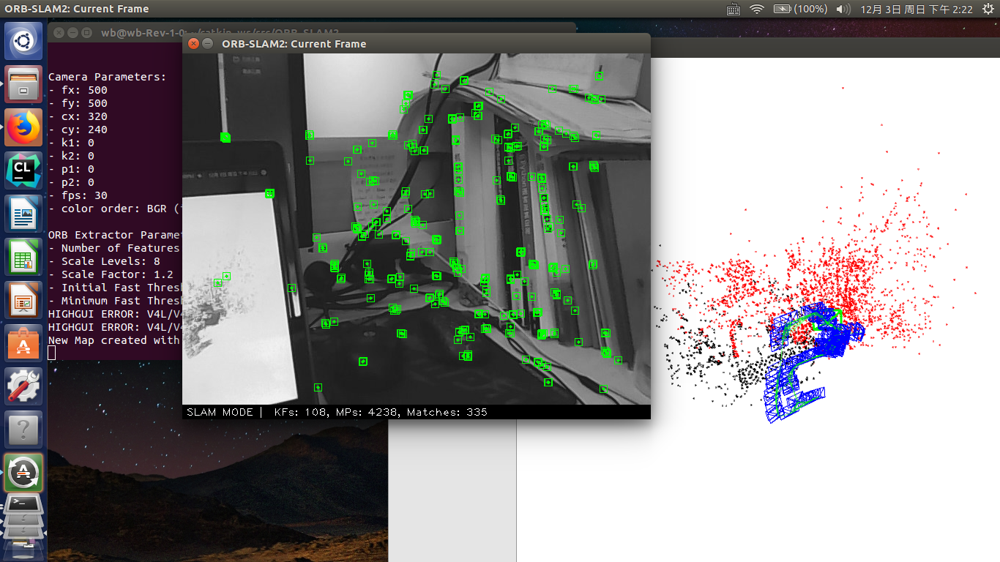 ORB-SLAM2: Current Frame
(100%)
12月 3日 周日 下午 2:22
wb@wb-Rev-1-0: ~/catkin_ws/src/ORB_SLAM2
ORB-SLAM2: Current Frame
Camera Parameters:
- fx: 500
- fy: 500
- cx: 320
- cy: 240
- k1: 0
- k2: 0
- p1: 0
- p2: 0
- fps: 30
- color order: BGR (
ORB Extractor Paramet
- Number of Features
- Scale Levels: 8
- Scale Factor: 1.2
- Initial Fast Thresh
- Minimum Fast Thresh
HIGHGUI ERROR: V4L/V4
HIGHGUI ERROR: V4L/V4
New Map created with
SLAM MODE | KFs: 108, MPs: 4238, Matches: 335
CL